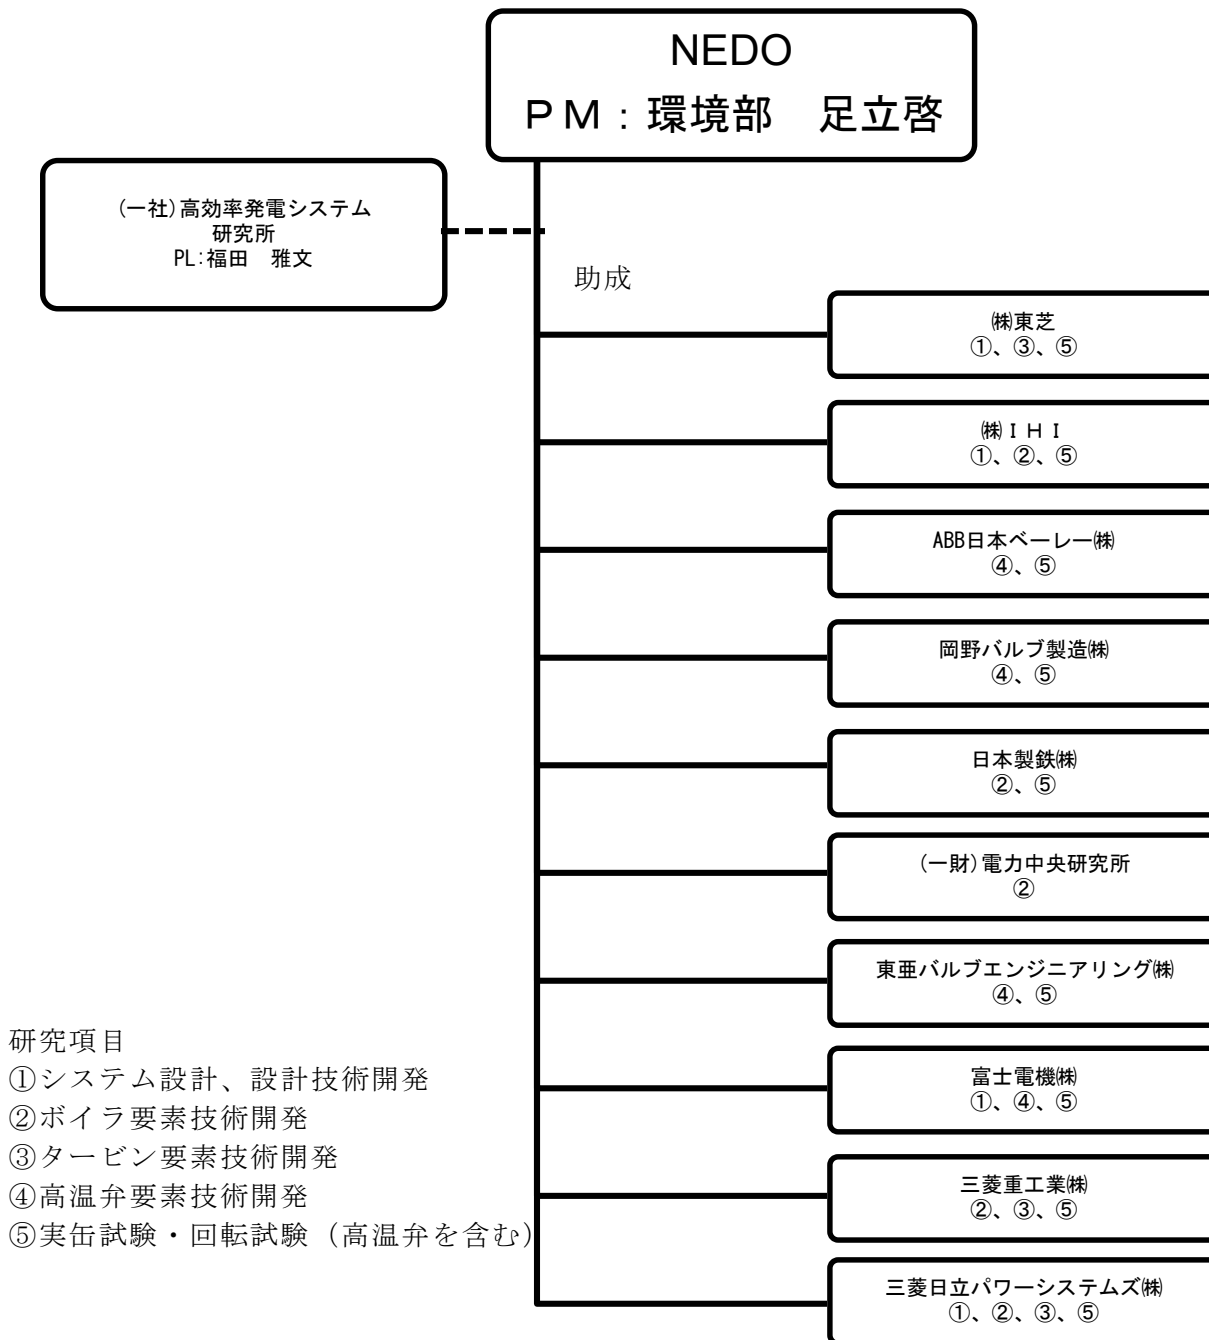 NEDO
ＰＭ：環境部　足立啓
(一社)高効率発電システム
研究所
PL:福田　雅文
助成
㈱東芝
①、③、⑤
㈱ＩＨＩ
①、②、⑤
ABB日本ベーレー㈱
④、⑤
岡野バルブ製造㈱
④、⑤
日本製鉄㈱
②、⑤
(一財)電力中央研究所
②
東亜バルブエンジニアリング㈱
④、⑤
富士電機㈱
①、④、⑤
三菱重工業㈱
②、③、⑤
三菱日立パワーシステムズ㈱
①、②、③、⑤
研究項目
①システム設計、設計技術開発
②ボイラ要素技術開発
③タービン要素技術開発
④高温弁要素技術開発
⑤実缶試験・回転試験（高温弁を含む）